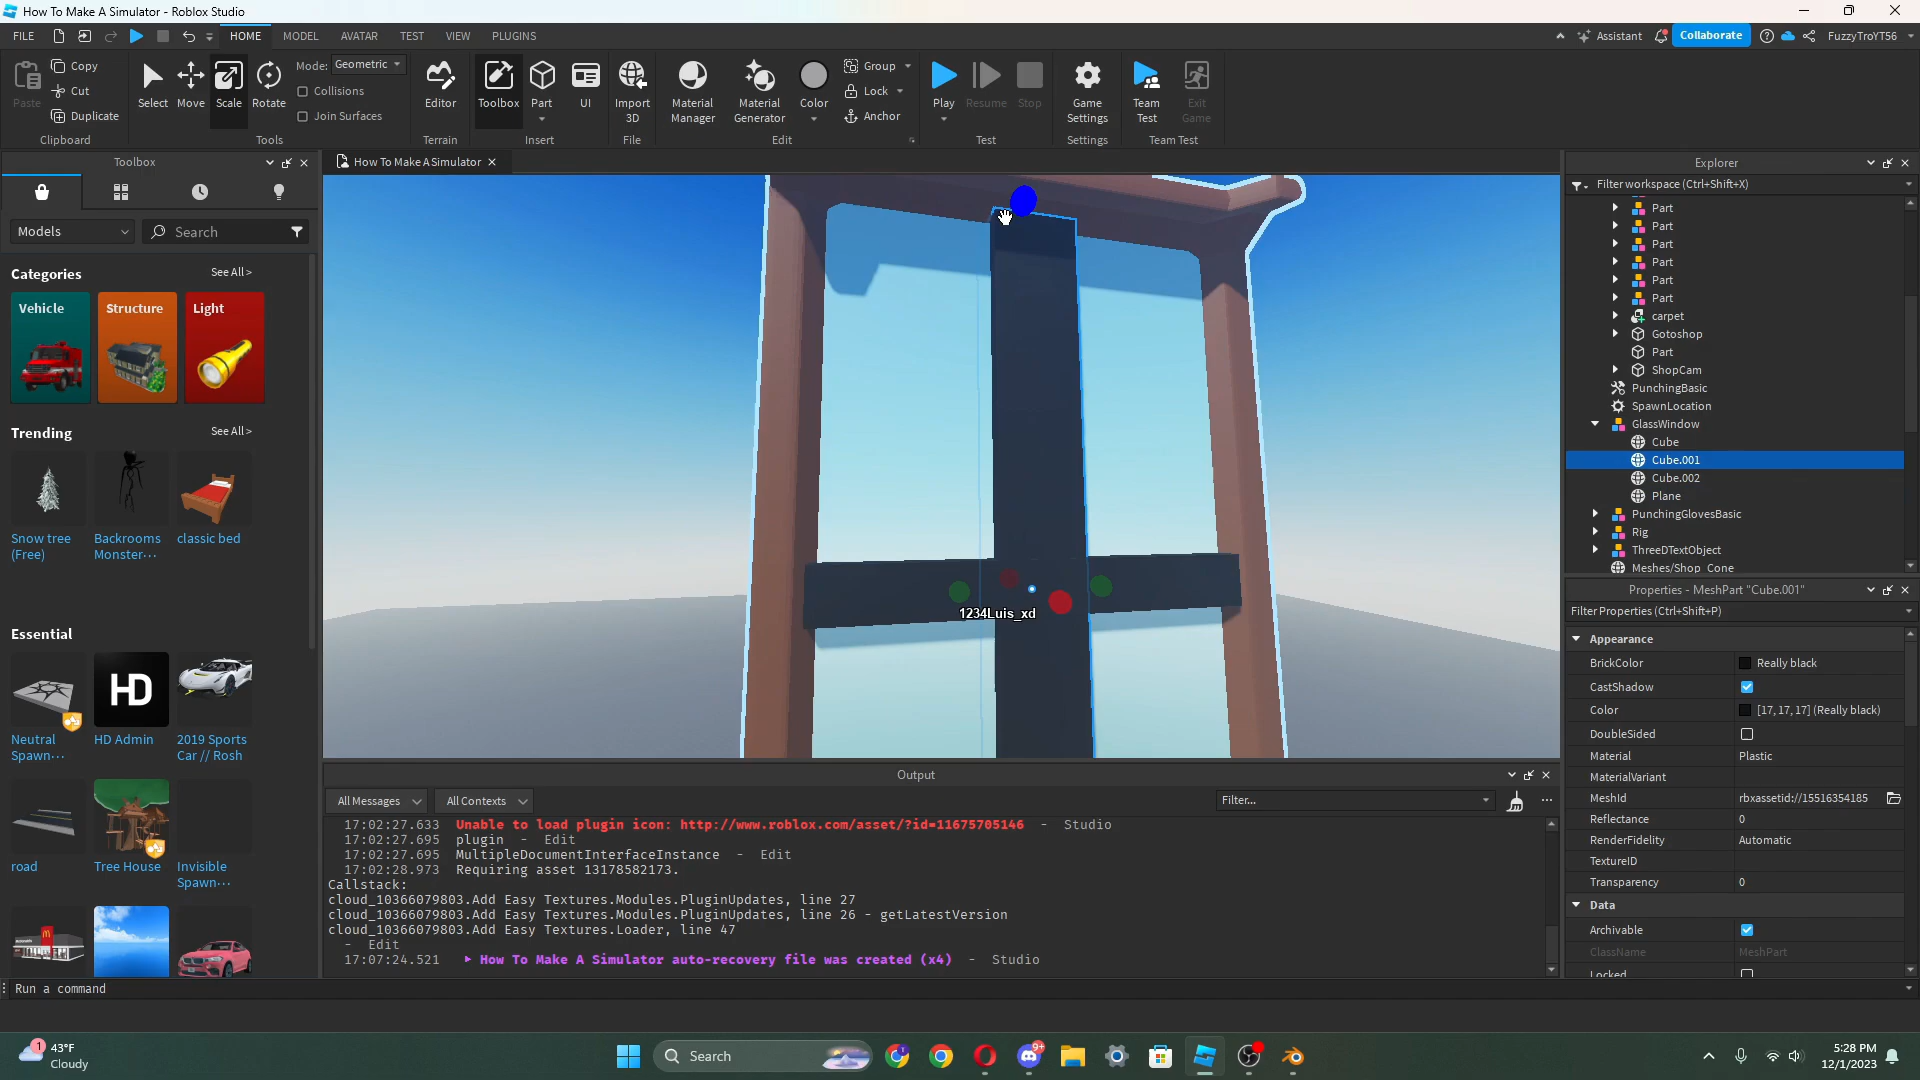 How To Make A Simulator - Roblox Studio
FILE HOME MODEL AVATAR TEST VIEW PLUGINS Assistant Collaborate FuzzyTroYT56
Paste Copy Cut Duplicate Clipboard
Select Move Scale Rotate Mode: Geometric Collisions Join Surfaces Tools
Editor Terrain
Toolbox Part UI Insert
Import 3D File
Material Manager Material Generator Color Group Lock Anchor Edit
Play Resume Stop Test
Game Settings Settings
Team Test Exit Game Team Test
Toolbox
Models Search
Categories See All >
Vehicle Structure Light
Trending See All >
Snow tree (Free)
Backrooms Monster...
classic bed
Essential
Neutral Spawn...
HD
HD Admin
2019 Sports Car // Rosh
road
Tree House
Invisible Spawn...
How To Make A Simulator
1234Luis_xd
Output
All Messages All Contexts Filter...
17:02:27.633 Unable to load plugin icon: http://www.roblox.com/asset/?id=11675705146 - Studio
17:02:27.695 plugin - Edit
17:02:27.695 MultipleDocumentInterfaceInstance - Edit
17:02:28.973 Requiring asset 13178582173.
Callstack:
cloud_10366079803.Add Easy Textures.Modules.PluginUpdates, line 27
cloud_10366079803.Add Easy Textures.Modules.PluginUpdates, line 26 - getLatestVersion
cloud_10366079803.Add Easy Textures.Loader, line 47
- Edit
17:07:24.521 How To Make A Simulator auto-recovery file was created (x4) - Studio
Explorer
Filter workspace (Ctrl+Shift+X)
Part
Part
Part
Part
Part
Part
carpet
Gotoshop
Part
ShopCam
PunchingBasic
SpawnLocation
GlassWindow
Cube
Cube.001
Cube.002
Plane
PunchingGlovesBasic
Rig
ThreeDTextObject
Meshes/Shop_Cone
Properties - MeshPart "Cube.001"
Filter Properties (Ctrl+Shift+P)
Appearance
BrickColor Really black
CastShadow
Color [17, 17, 17] (Really black)
DoubleSided
Material Plastic
MaterialVariant
MeshId rbxassetid://15516354185
Reflectance 0
RenderFidelity Automatic
TextureID
Transparency 0
Data
Archivable
ClassName MeshPart
Locked
Run a command
1
43°F
Cloudy
Search
9+
5:28 PM
12/1/2023